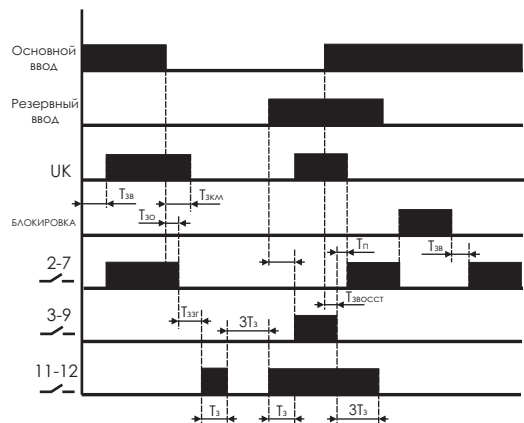 Основной
ввод
Резервный
ввод
UK
Tзв
Tзкм
Tзо
БЛОКИРОВКА
Tп
Tзв
2-7
Tзвосст
Tззг
3Tз
3-9
11-12
Tз
Tз
3Tз